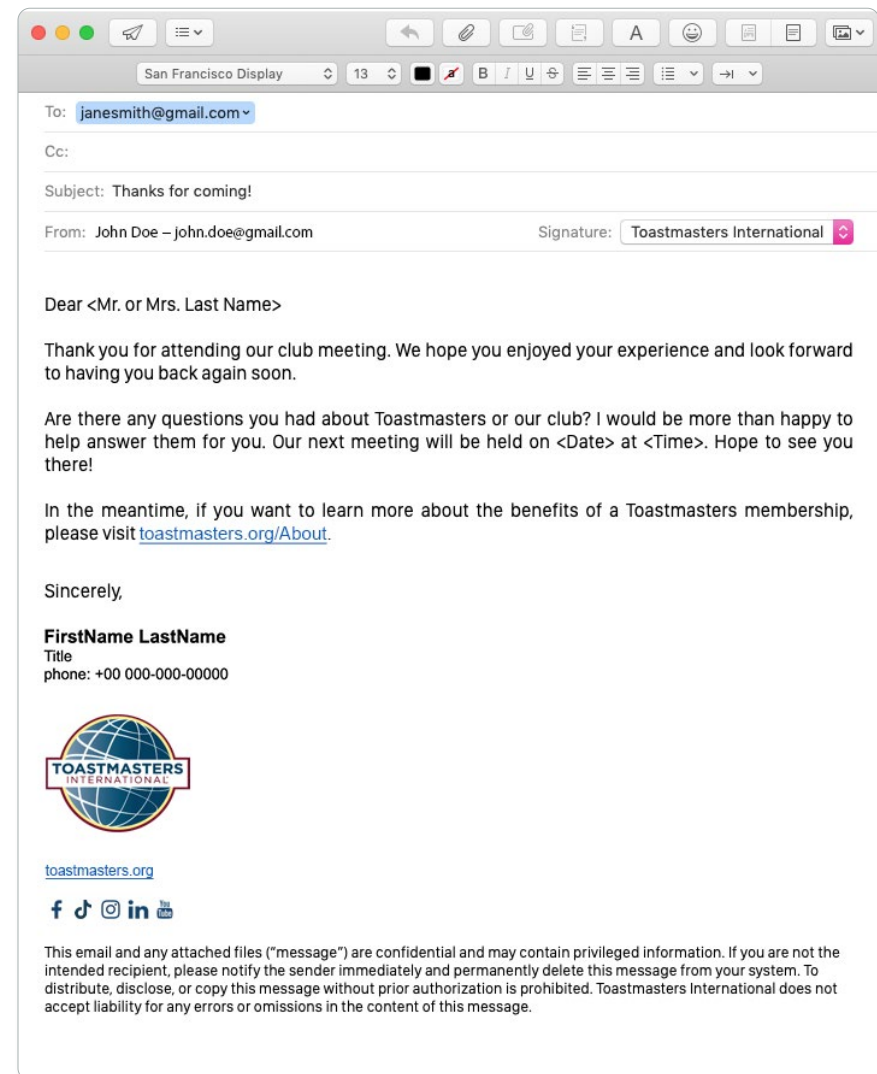 San Francisco Display 13 a B I U S
A
To: janesmith@gmail.com
Cc:
Subject: Thanks for coming!
From: John Doe – john.doe@gmail.com Signature: Toastmasters International
Dear <Mr. or Mrs. Last Name>
Thank you for attending our club meeting. We hope you enjoyed your experience and look forward
to having you back again soon.
Are there any questions you had about Toastmasters or our club? I would be more than happy to
help answer them for you. Our next meeting will be held on <Date> at <Time>. Hope to see you
there!
In the meantime, if you want to learn more about the benefits of a Toastmasters membership,
please visit toastmasters.org/About.
Sincerely,
FirstName LastName
Title
phone: +00 000-000-00000
TOASTMASTERS
INTERNATIONAL
toastmasters.org
f in You Tube
This email and any attached files (“message”) are confidential and may contain privileged information. If you are not the
intended recipient, please notify the sender immediately and permanently delete this message from your system. To
distribute, disclose, or copy this message without prior authorization is prohibited. Toastmasters International does not
accept liability for any errors or omissions in the content of this message.